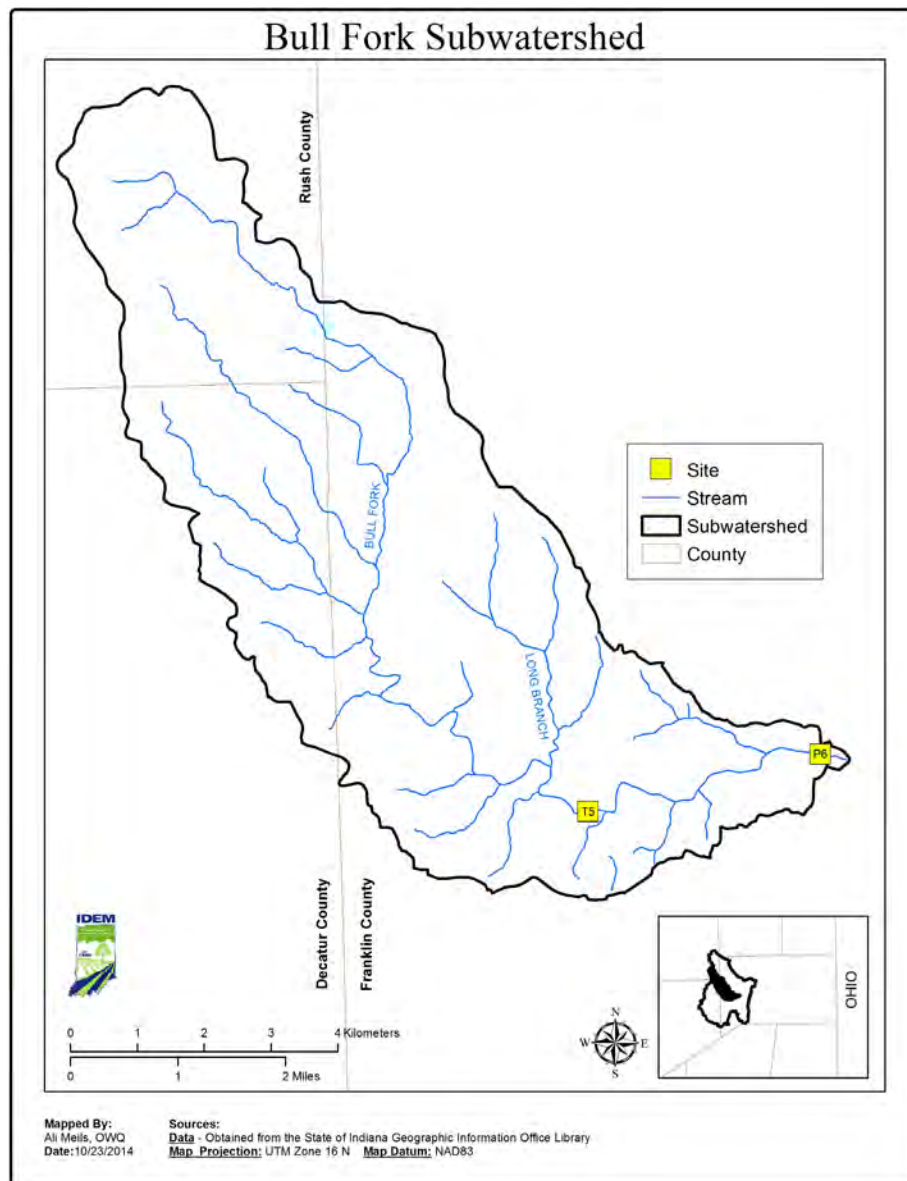 Bull Fork Subwatershed
Rush County
BULL FORK
Site
Stream
Subwatershed
County
LONG BRANCH
P6
T5
IDEM
Decatur County
Franklin County
OHIO
0 1 2 3 4 Kilometers
0 1 2 Miles
N
W E
S
Mapped By:
Ali Meils, OWQ
Date:10/23/2014
Sources:
Data - Obtained from the State of Indiana Geographic Information Office Library
Map Projection: UTM Zone 16 N Map Datum: NAD83